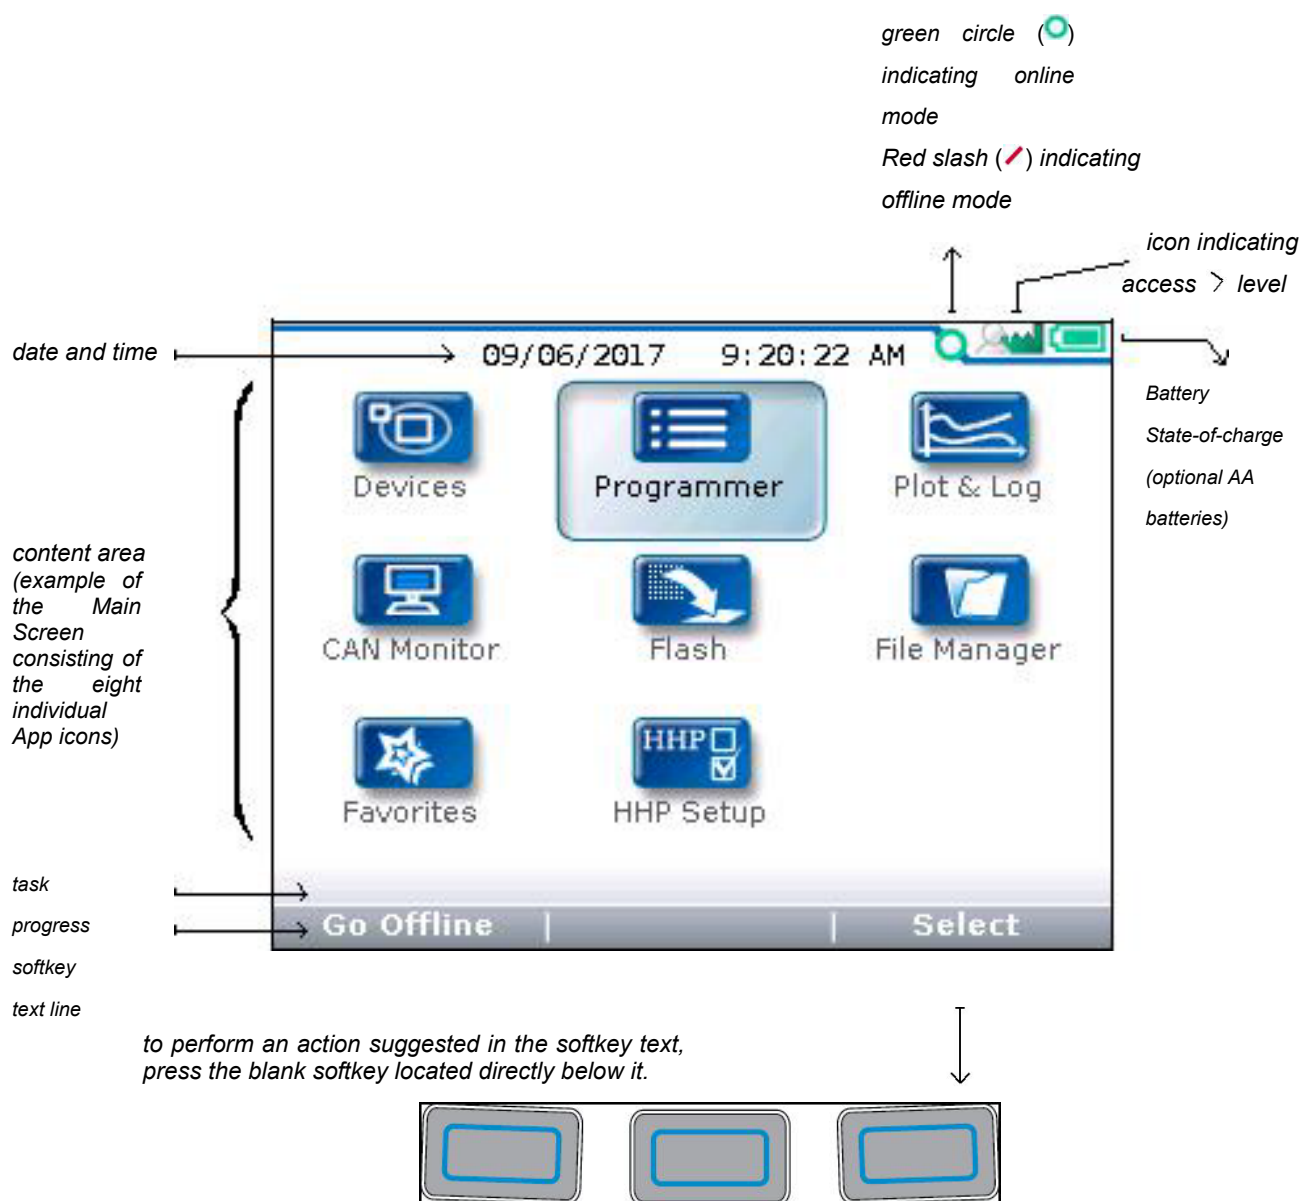 green circle ( )
indicating online
mode
Red slash ( ) indicating
offline mode
icon indicating
access level
date and time
09/06/2017 9:20:22 AM
Battery
State-of-charge
(optional AA
batteries)
Devices
Programmer
Plot & Log
content area
(example of
the Main
Screen
consisting of
the eight
individual
App icons)
CAN Monitor
Flash
File Manager
HHP
Favorites
HHP Setup
task
progress
softkey
text line
Go Offline | | Select
to perform an action suggested in the softkey text,
press the blank softkey located directly below it.